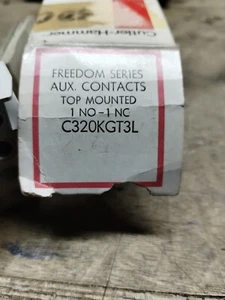 Cutler-Hammer
FREEDOM SERIES
AUX. CONTACTS
TOP MOUNTED
1 NO-1 NC
C320KGT3L